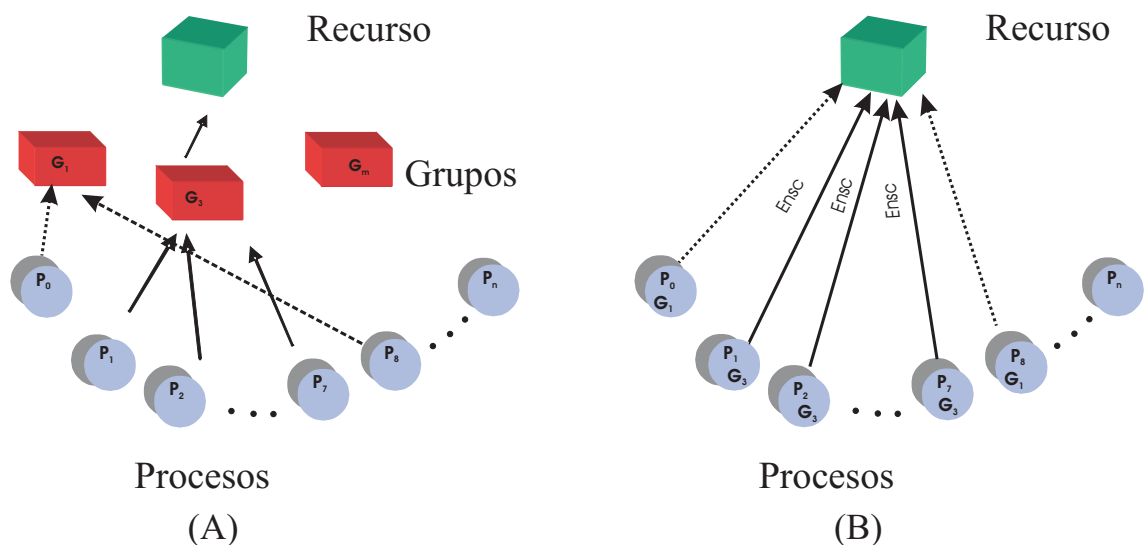 Recurso
G1
G3
Gm
Grupos
P0
P1
P2
P7
P8
Pn
Procesos
(A)
Recurso
Ensc
Ensc
Ensc
P0
G1
P1
G3
P2
G3
P7
G3
P8
G1
Pn
Procesos
(B)